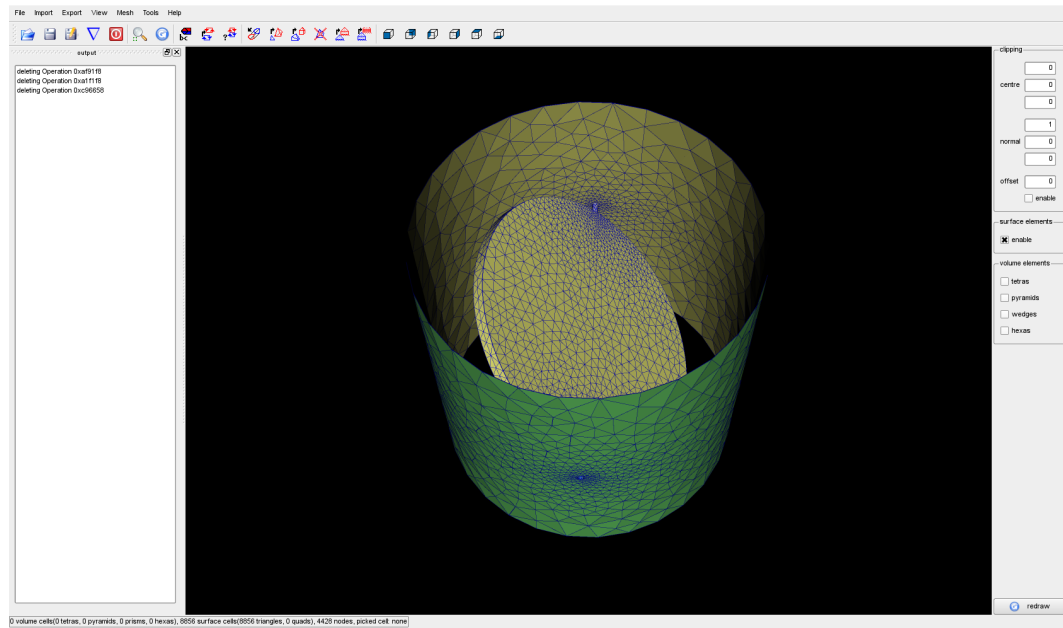 File Import Export View Mesh Tools Help
output
deleting Operation 0xaf91f8
deleting Operation 0xa1f1f8
deleting Operation 0xc96658
clipping
0
centre 0
0
1
normal 0
0
offset 0
enable
surface elements
enable
volume elements
tetras
pyramids
wedges
hexas
redraw
0 volume cells(0 tetras, 0 pyramids, 0 prisms, 0 hexas), 8856 surface cells(8856 triangles, 0 quads), 4428 nodes, picked cell: none